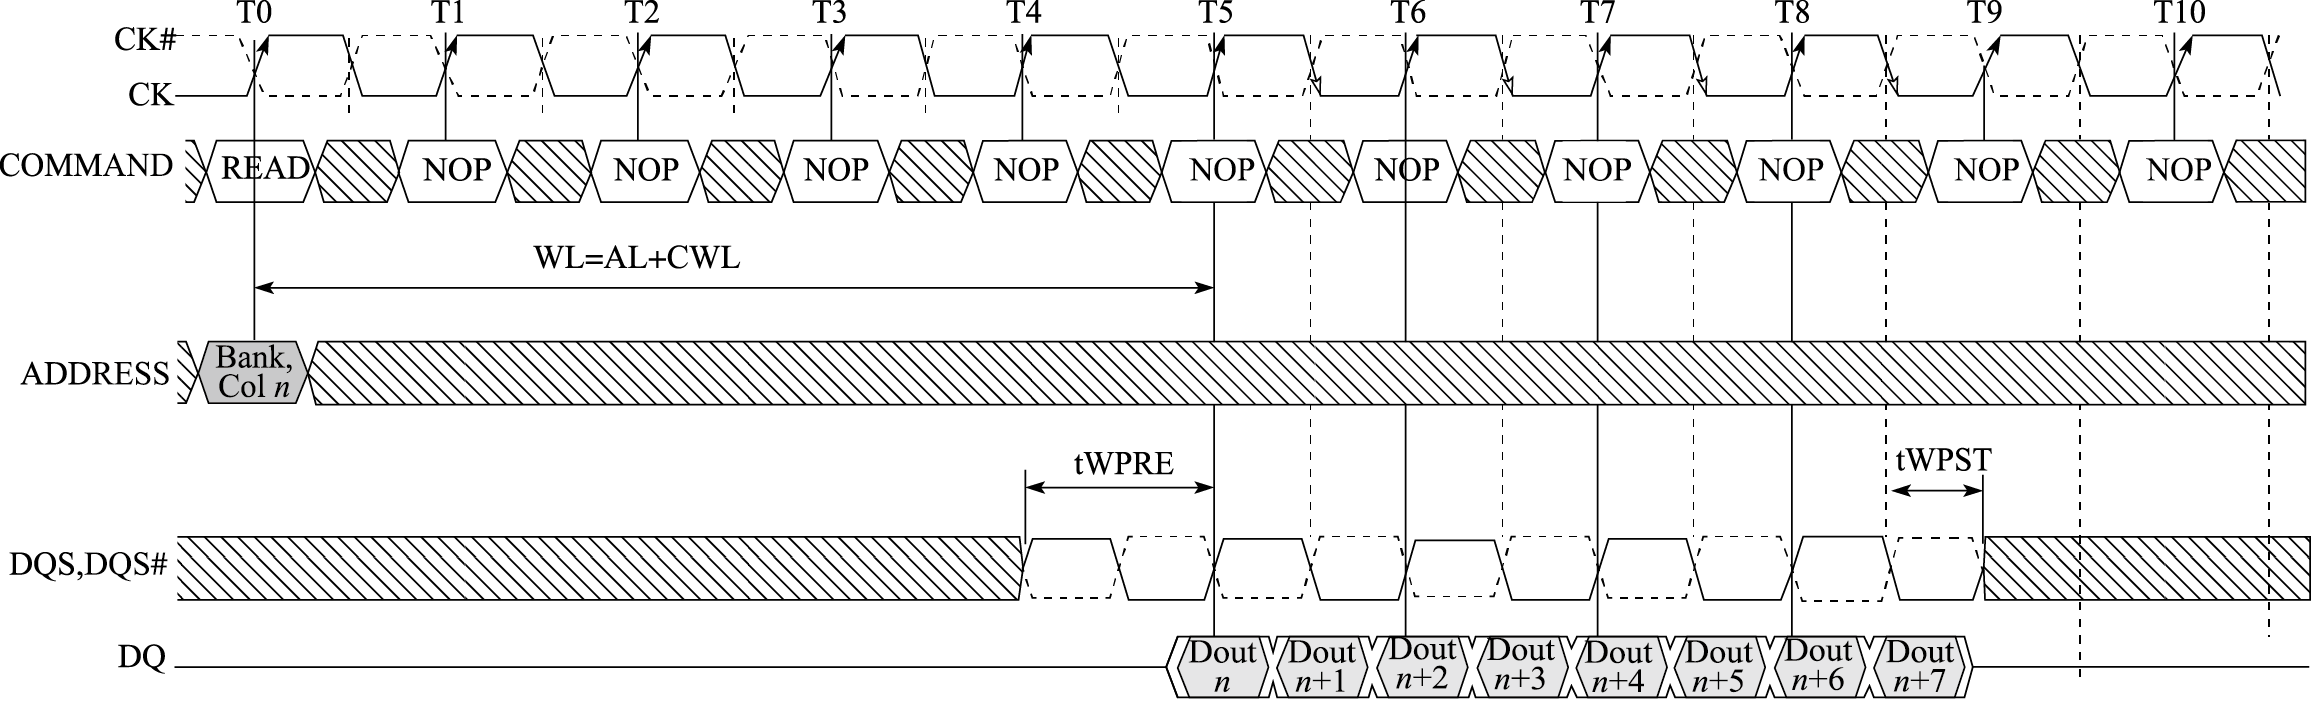 T0 T1 T2 T3 T4 T5 T6 T7 T8 T9 T10
CK#
CK
COMMAND READ NOP NOP NOP NOP NOP NOP NOP NOP NOP NOP
WL=AL+CWL
ADDRESS
Bank,
Col n
tWPRE
tWPST
DQS,DQS#
DQ
Dout
n
Dout
n+1
Dout
n+2
Dout
n+3
Dout
n+4
Dout
n+5
Dout
n+6
Dout
n+7